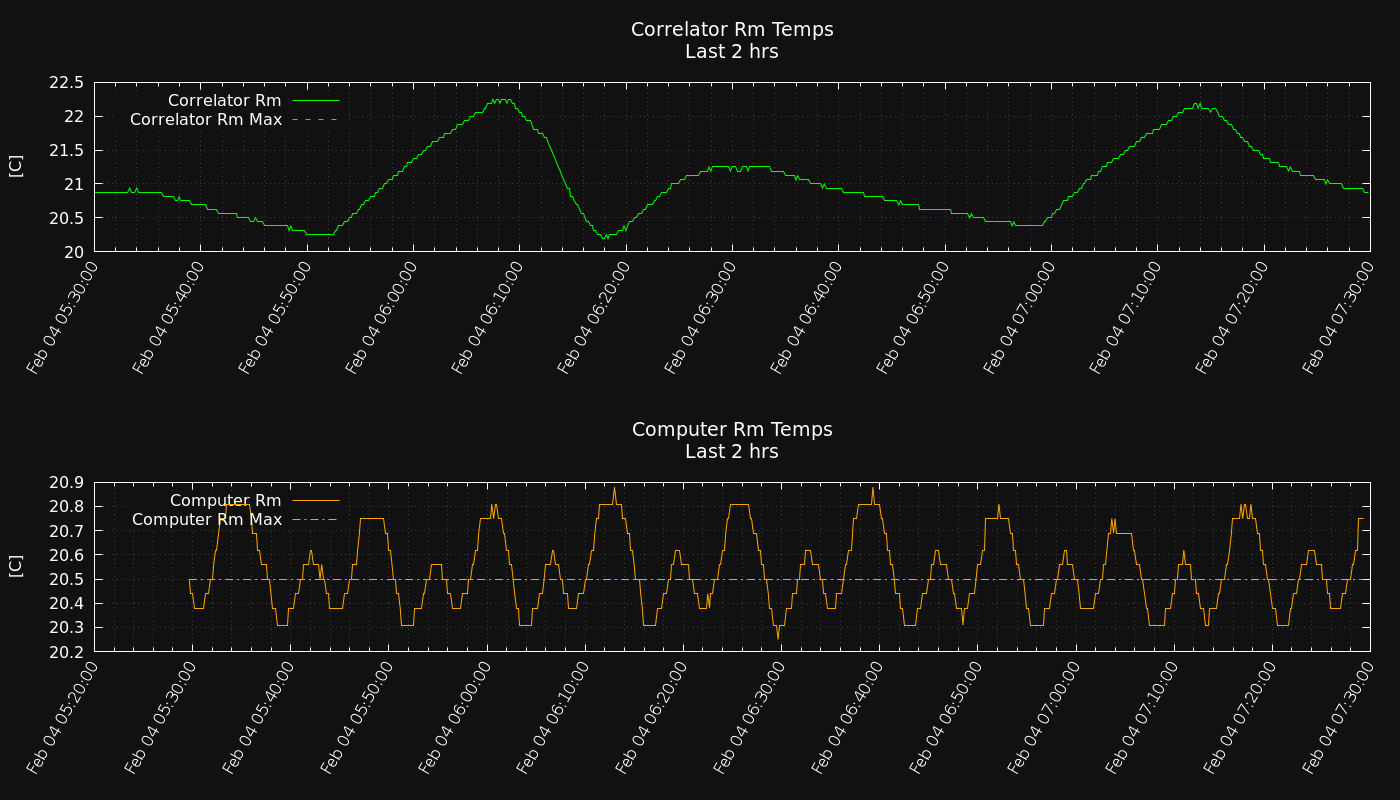 Correlator Rm Temps
Last 2 hrs
22.5
22
21.5
21
20.5
20
[C]
Correlator Rm
Correlator Rm Max
Feb 04 05:30:00
Feb 04 05:40:00
Feb 04 05:50:00
Feb 04 06:00:00
Feb 04 06:10:00
Feb 04 06:20:00
Feb 04 06:30:00
Feb 04 06:40:00
Feb 04 06:50:00
Feb 04 07:00:00
Feb 04 07:10:00
Feb 04 07:20:00
Feb 04 07:30:00
Computer Rm Temps
Last 2 hrs
20.9
20.8
20.7
20.6
20.5
20.4
20.3
20.2
[C]
Computer Rm
Computer Rm Max
Feb 04 05:20:00
Feb 04 05:30:00
Feb 04 05:40:00
Feb 04 05:50:00
Feb 04 06:00:00
Feb 04 06:10:00
Feb 04 06:20:00
Feb 04 06:30:00
Feb 04 06:40:00
Feb 04 06:50:00
Feb 04 07:00:00
Feb 04 07:10:00
Feb 04 07:20:00
Feb 04 07:30:00